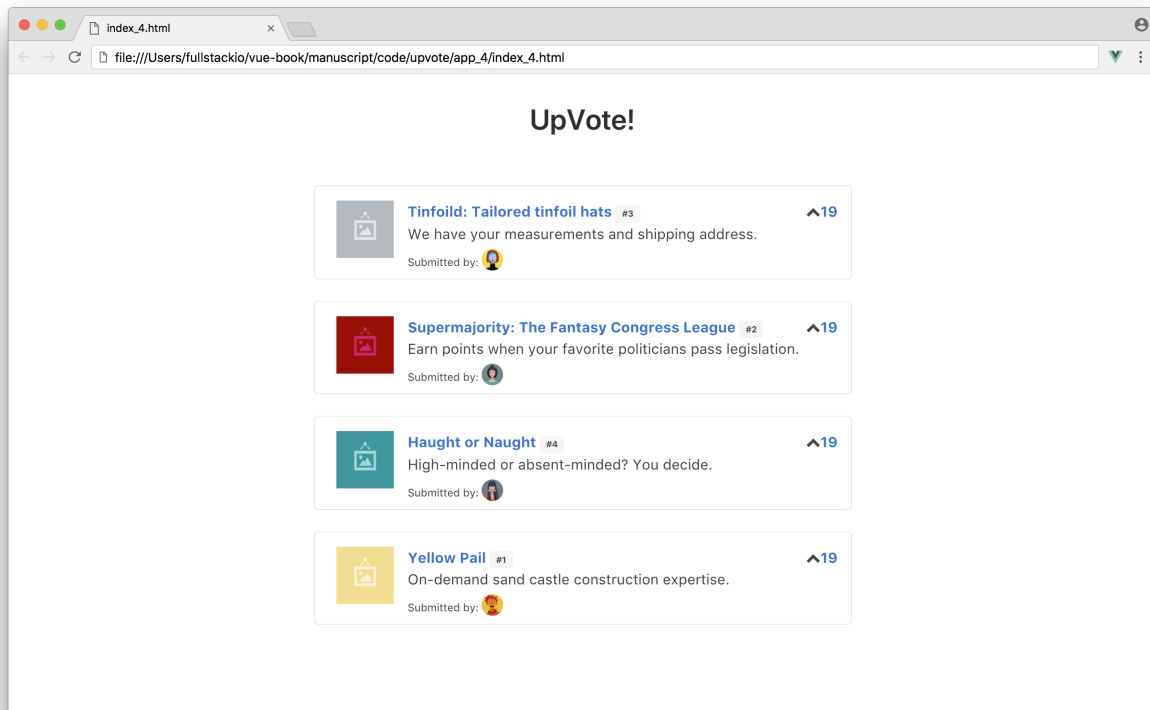 index_4.html
file:///Users/fullstackio/vue-book/manuscript/code/upvote/app_4/index_4.html
UpVote!
Tinfoild: Tailored tinfoil hats #3 19
We have your measurements and shipping address.
Submitted by:
Supermajority: The Fantasy Congress League #2 19
Earn points when your favorite politicians pass legislation.
Submitted by:
Haught or Naught #4 19
High-minded or absent-minded? You decide.
Submitted by:
Yellow Pail #1 19
On-demand sand castle construction expertise.
Submitted by: